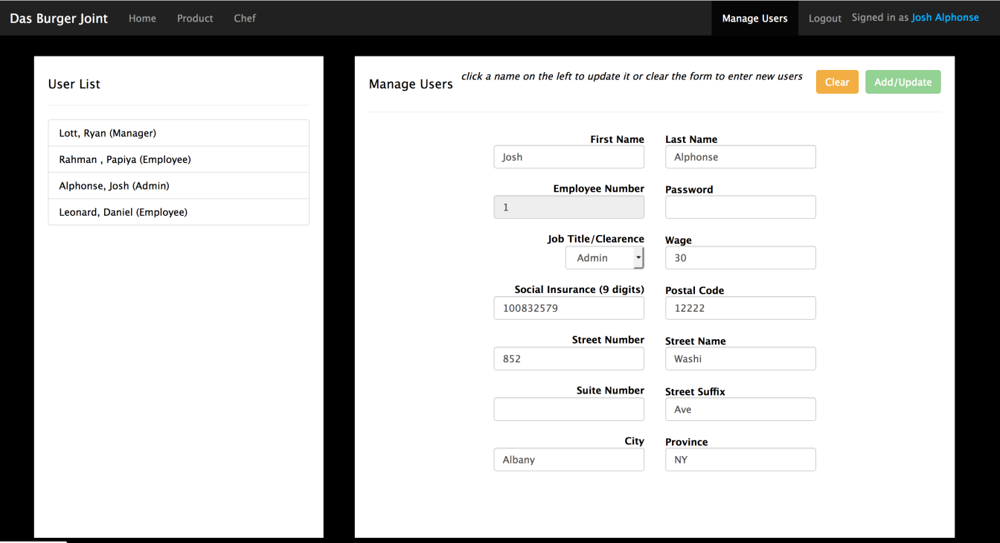 Das Burger Joint Home Product Chef Manage Users Logout Signed in as Josh Alphonse
User List
Lott, Ryan (Manager)
Rahman , Papiya (Employee)
Alphonse, Josh (Admin)
Leonard, Daniel (Employee)
Manage Users click a name on the left to update it or clear the form to enter new users Clear Add/Update
First Name Last Name
Josh Alphonse
Employee Number Password
1
Job Title/Clearence Wage
Admin 30
Social Insurance (9 digits) Postal Code
100832579 12222
Street Number Street Name
852 Washi
Suite Number Street Suffix
Ave
City Province
Albany NY